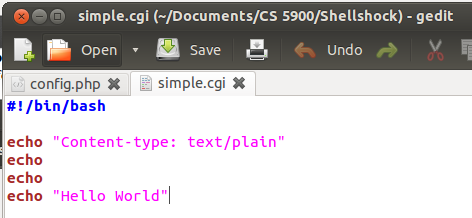 simple.cgi (~/Documents/CS 5900/Shellshock) - gedit
Open Save Undo
config.php simple.cgi
#!/bin/bash
echo "Content-type: text/plain"
echo
echo
echo "Hello World"